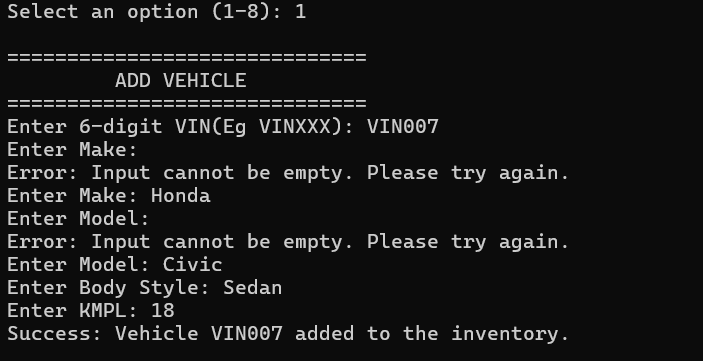 Select an option (1-8): 1
==============================
ADD VEHICLE
==============================
Enter 6-digit VIN(Eg VINXXX): VIN007
Enter Make:
Error: Input cannot be empty. Please try again.
Enter Make: Honda
Enter Model:
Error: Input cannot be empty. Please try again.
Enter Model: Civic
Enter Body Style: Sedan
Enter KMPL: 18
Success: Vehicle VIN007 added to the inventory.